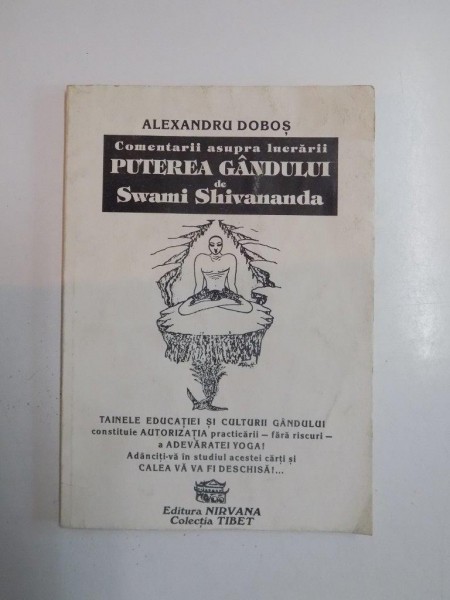 ALEXANDRU DOBOȘ
Comentarii asupra lucrării
PUTEREA GÂNDULUI
de
Swami Shivananda
TAINELE EDUCAȚIEI ȘI CULTURII GÂNDULUI
constituie AUTORIZAȚIA practicării – fără riscuri –
a ADEVĂRATEI YOGA!
Adânciți-vă în studiul acestei cărți și
CALEA VĂ VA FI DESCHISĂ!...
Editura NIRVANA
Colecția TIBET